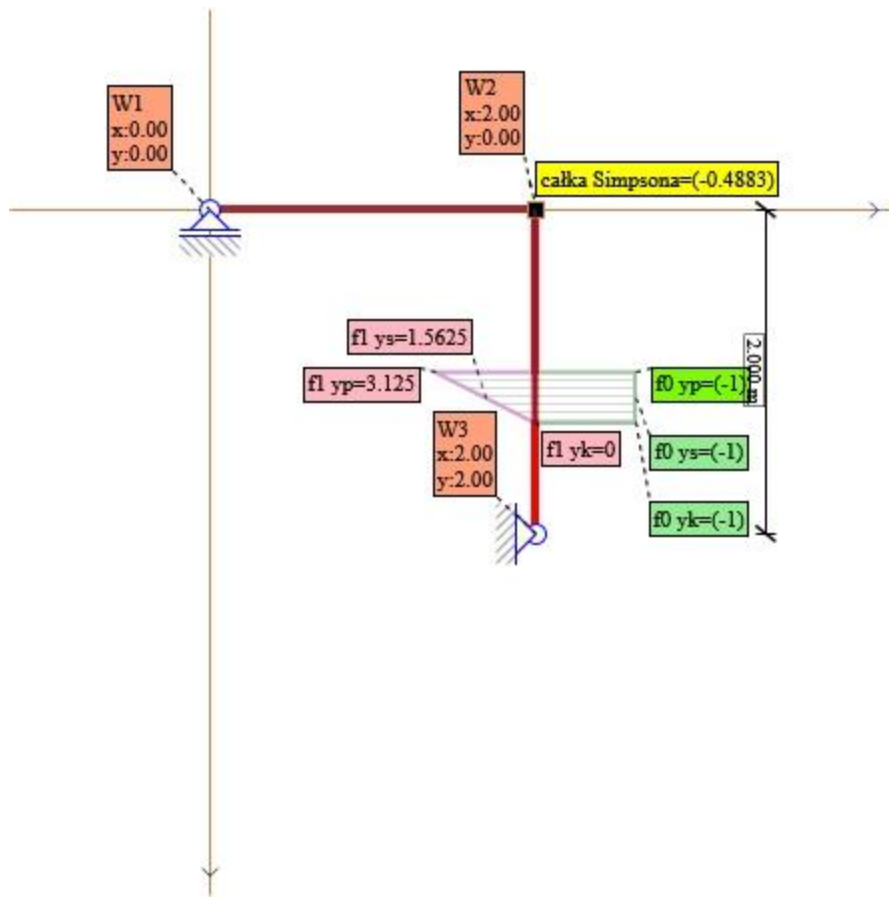 W1
x:0.00
y:0.00
W2
x:2.00
y:0.00
całka Simpsona=(-0.4883)
f1 ys=1.5625
f1 yp=3.125
f0 yp=(-1)
2.000 m
W3
x:2.00
y:2.00
f1 yk=0
f0 ys=(-1)
f0 yk=(-1)